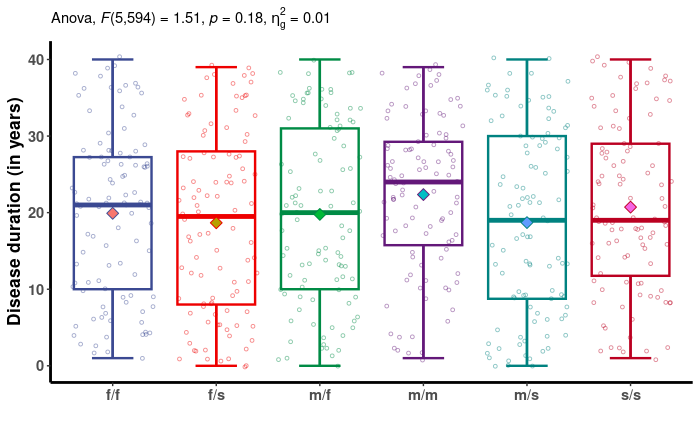 Anova, F(5,594) = 1.51, p = 0.18, η²g = 0.01
Disease duration (in years)
40
30
20
10
0
f/f f/s m/f m/m m/s s/s